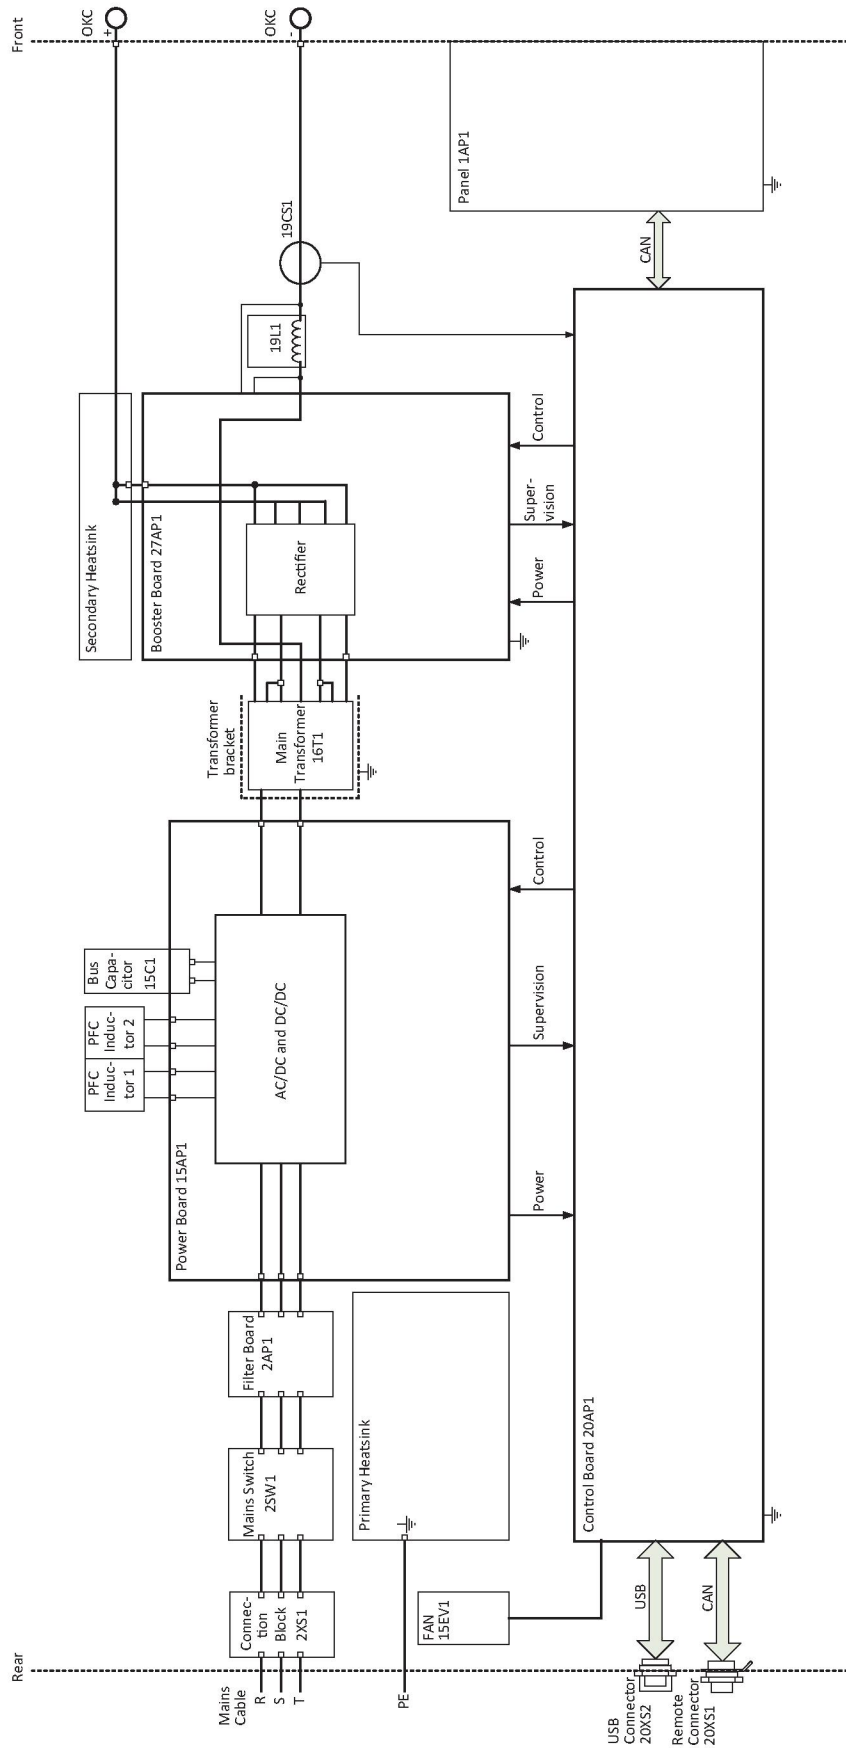 Rear
Front
Mains
Cable
R
S
T
PE
Connec-
tion
Block
2XS1
Mains Switch
2SW1
Filter Board
2AP1
Power Board 15AP1
PFC
Induc-
tor 1
PFC
Induc-
tor 2
Bus
Capa-
citor
15C1
AC/DC and DC/DC
Transformer
bracket
Main
Transformer
16T1
Secondary Heatsink
Booster Board 27AP1
Rectifier
19L1
19CS1
OKC
+
OKC
-
Primary Heatsink
FAN
15EV1
Power
Supervision
Control
Power
Super-
vision
Control
Control Board 20AP1
CAN
Panel 1AP1
USB
CAN
USB
Connector
20XS2
Remote
Connector
20XS1